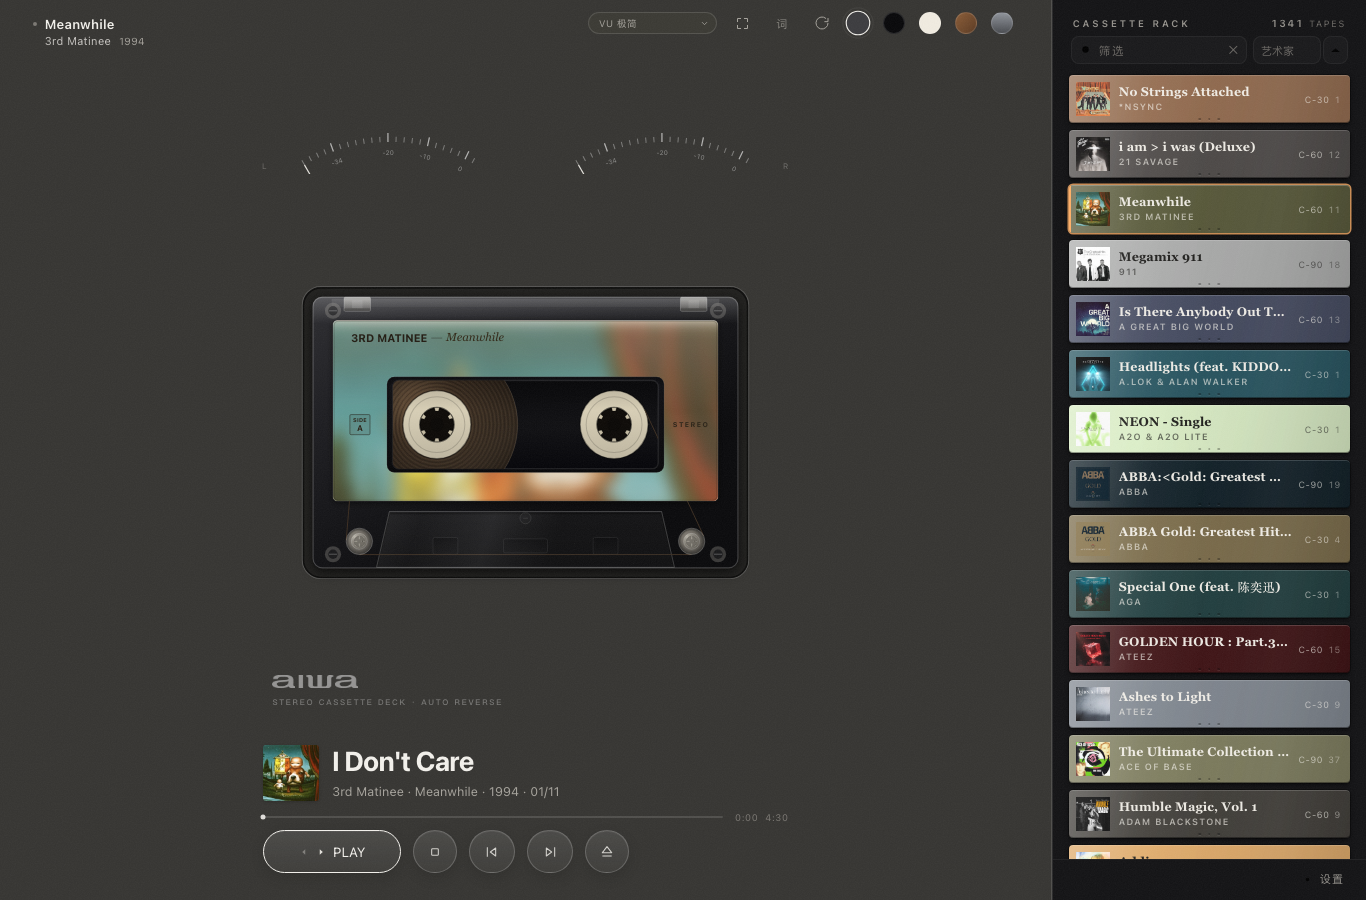 Meanwhile
3rd Matinee 1994
VU 极简
词
L
-34
-20
-10
0
-34
-20
-10
0
R
3RD MATINEE — Meanwhile
SIDE
A
STEREO
aiwa
STEREO CASSETTE DECK · AUTO REVERSE
I Don't Care
3rd Matinee · Meanwhile · 1994 · 01/11
0:00 4:30
PLAY
CASSETTE RACK 1341 TAPES
筛选
艺术家
No Strings Attached
*NSYNC
C-30 1
i am > i was (Deluxe)
21 SAVAGE
C-60 12
Meanwhile
3RD MATINEE
C-60 11
Megamix 911
911
C-90 18
Is There Anybody Out T...
A GREAT BIG WORLD
C-60 13
Headlights (feat. KIDDO...
A.LOK & ALAN WALKER
C-30 1
NEON - Single
A2O & A2O LITE
C-30 1
ABBA:<Gold: Greatest ...
ABBA
C-90 19
ABBA Gold: Greatest Hit...
ABBA
C-30 4
Special One (feat. 陈奕迅)
AGA
C-30 1
GOLDEN HOUR : Part.3...
ATEEZ
C-60 15
Ashes to Light
ATEEZ
C-30 9
The Ultimate Collection ...
ACE OF BASE
C-90 37
Humble Magic, Vol. 1
ADAM BLACKSTONE
C-60 9
设置